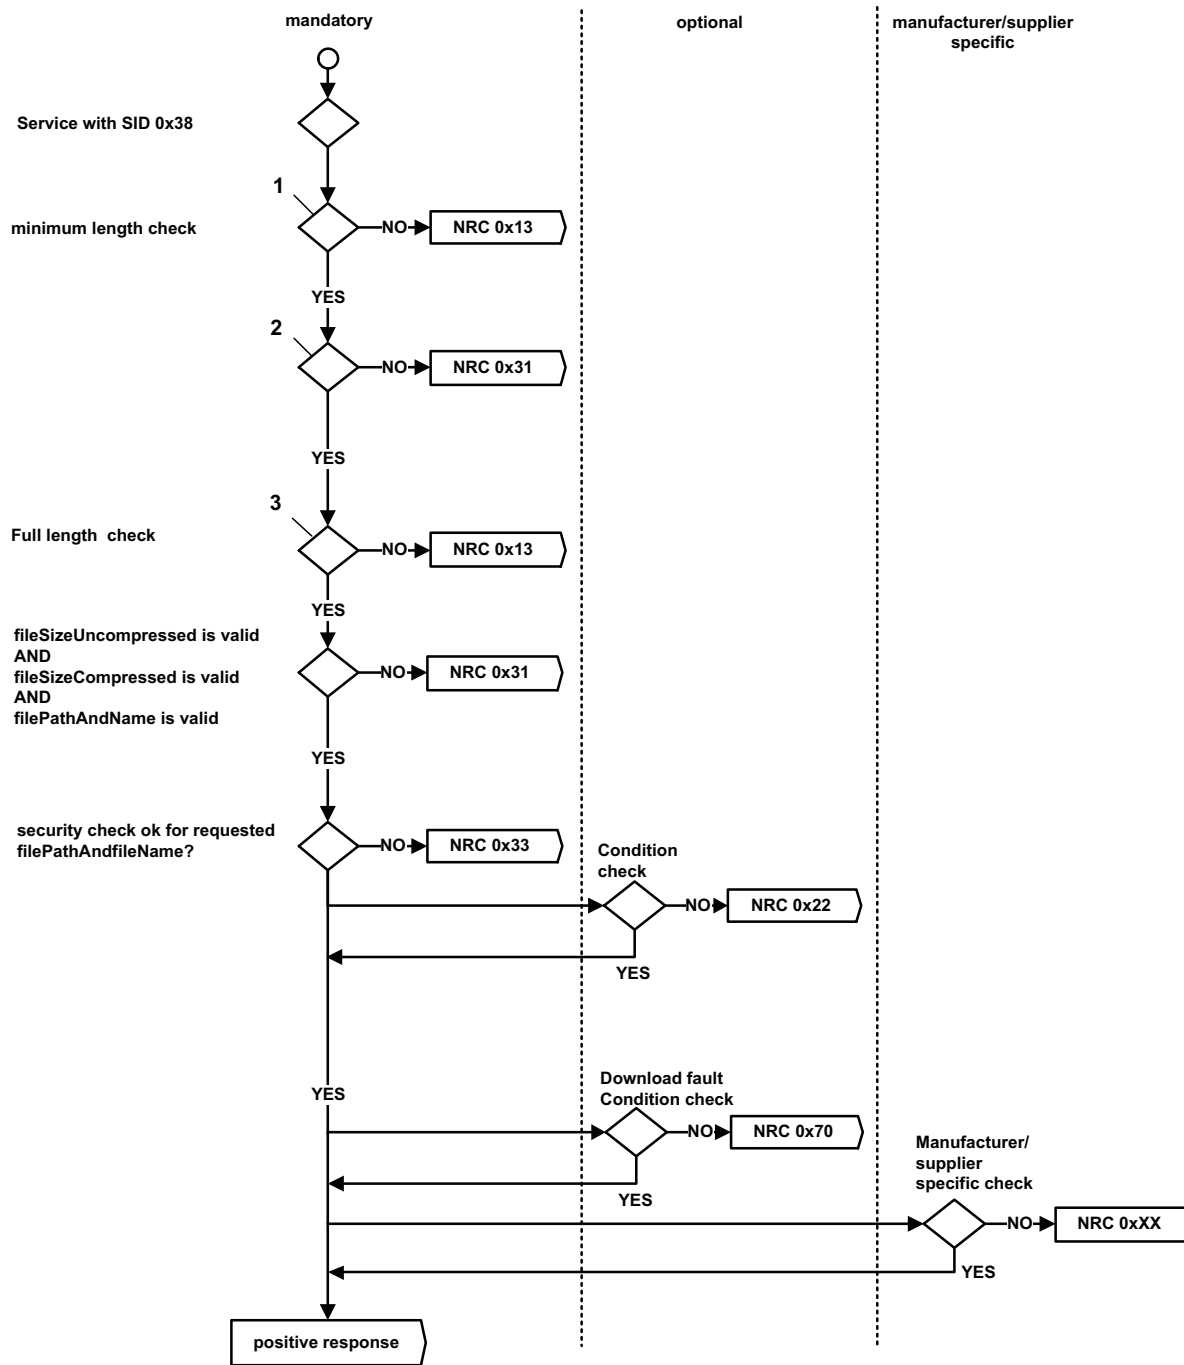 mandatory
optional
manufacturer/supplier
specific
Service with SID 0x38
1
minimum length check
NO
NRC 0x13
YES
2
NO
NRC 0x31
YES
3
Full length  check
NO
NRC 0x13
YES
fileSizeUncompressed is valid
AND
fileSizeCompressed is valid
AND
filePathAndName is valid
NO
NRC 0x31
YES
security check ok for requested
filePathAndfileName?
NO
NRC 0x33
Condition
check
NO
NRC 0x22
YES
YES
Download fault
Condition check
NO
NRC 0x70
YES
Manufacturer/
supplier
specific check
NO
NRC 0xXX
YES
positive response